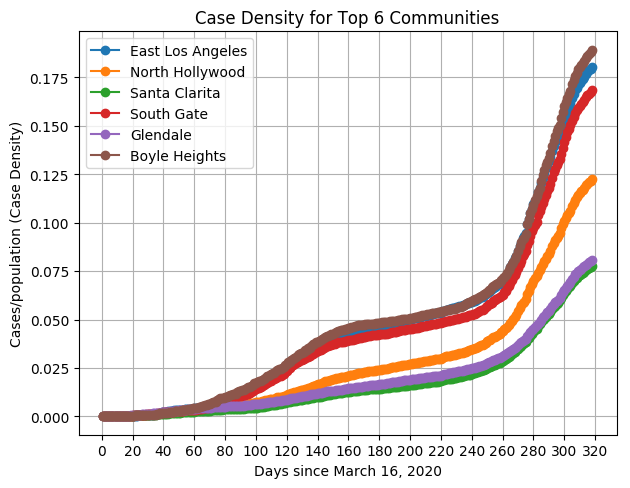 Case Density for Top 6 Communities
East Los Angeles
North Hollywood
Santa Clarita
South Gate
Glendale
Boyle Heights
Cases/population (Case Density)
0.175
0.150
0.125
0.100
0.075
0.050
0.025
0.000
0 20 40 60 80 100 120 140 160 180 200 220 240 260 280 300 320
Days since March 16, 2020